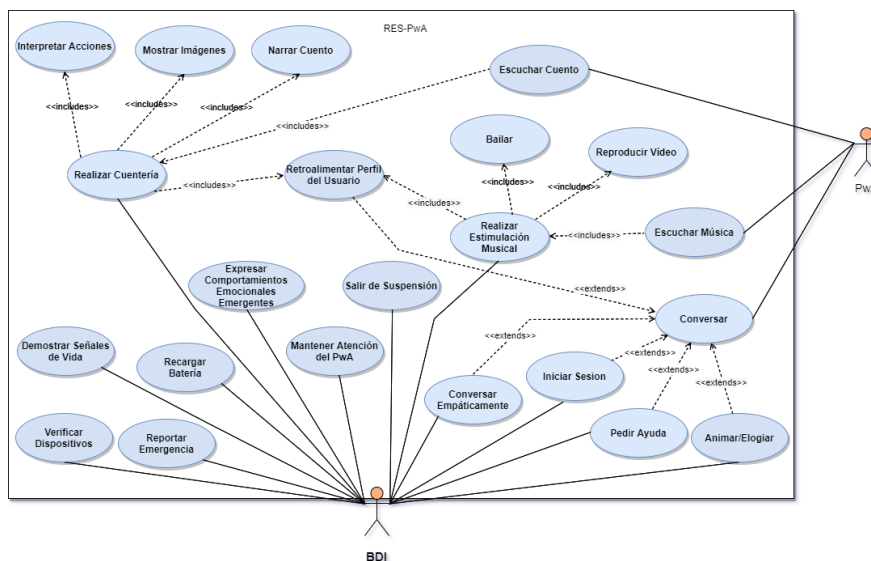 RES-PwA
Interpretar Acciones
Mostrar Imágenes
Narrar Cuento
Escuchar Cuento
<<includes>>
<<includes>>
<<includes>>
<<includes>>
Bailar
Reproducir Vídeo
PwA
Realizar Cuentería
<<includes>>
Retroalimentar Perfil
del Usuario
<<includes>>
<<includes>>
<<includes>>
Realizar
Estimulación
Musical
<<includes>>
Escuchar Música
Expresar
Comportamientos
Emocionales
Emergentes
Salir de Suspensión
<<extends>>
Conversar
Demostrar Señales
de Vida
Recargar
Batería
Mantener Atención
del PwA
<<extends>>
<<extends>>
<<extends>>
<<extends>>
Conversar
Empáticamente
Iniciar Sesion
Verificar
Dispositivos
Reportar
Emergencia
Pedir Ayuda
Animar/Elogiar
BDI